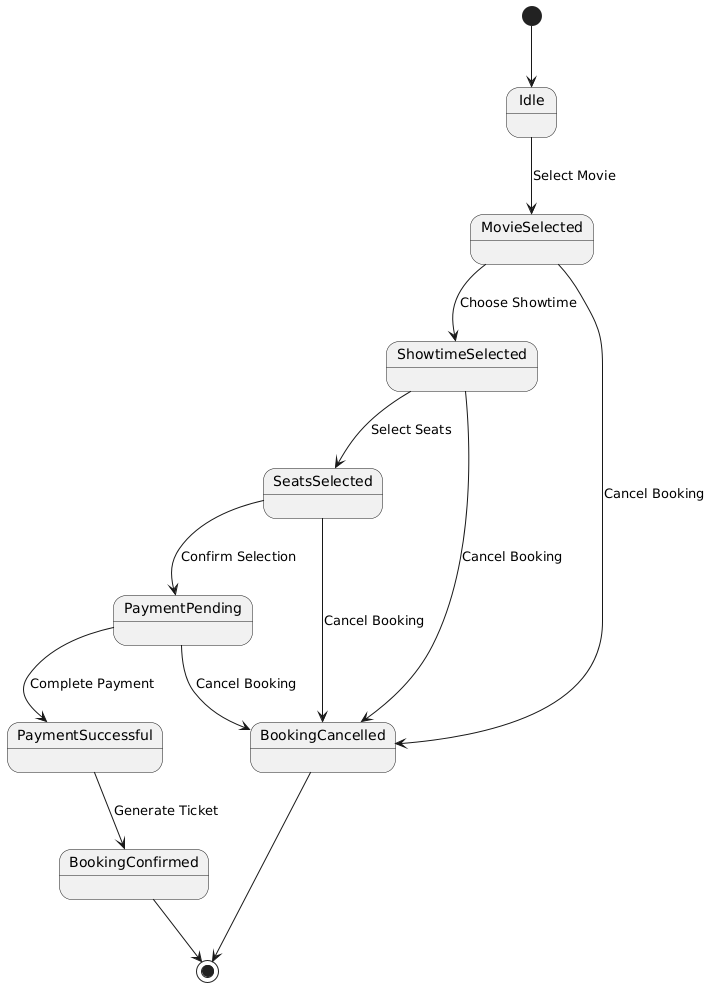 Idle
Select Movie
MovieSelected
Choose Showtime
ShowtimeSelected
Select Seats
SeatsSelected
Cancel Booking
Confirm Selection
Cancel Booking
PaymentPending
Cancel Booking
Complete Payment
Cancel Booking
PaymentSuccessful
BookingCancelled
Generate Ticket
BookingConfirmed